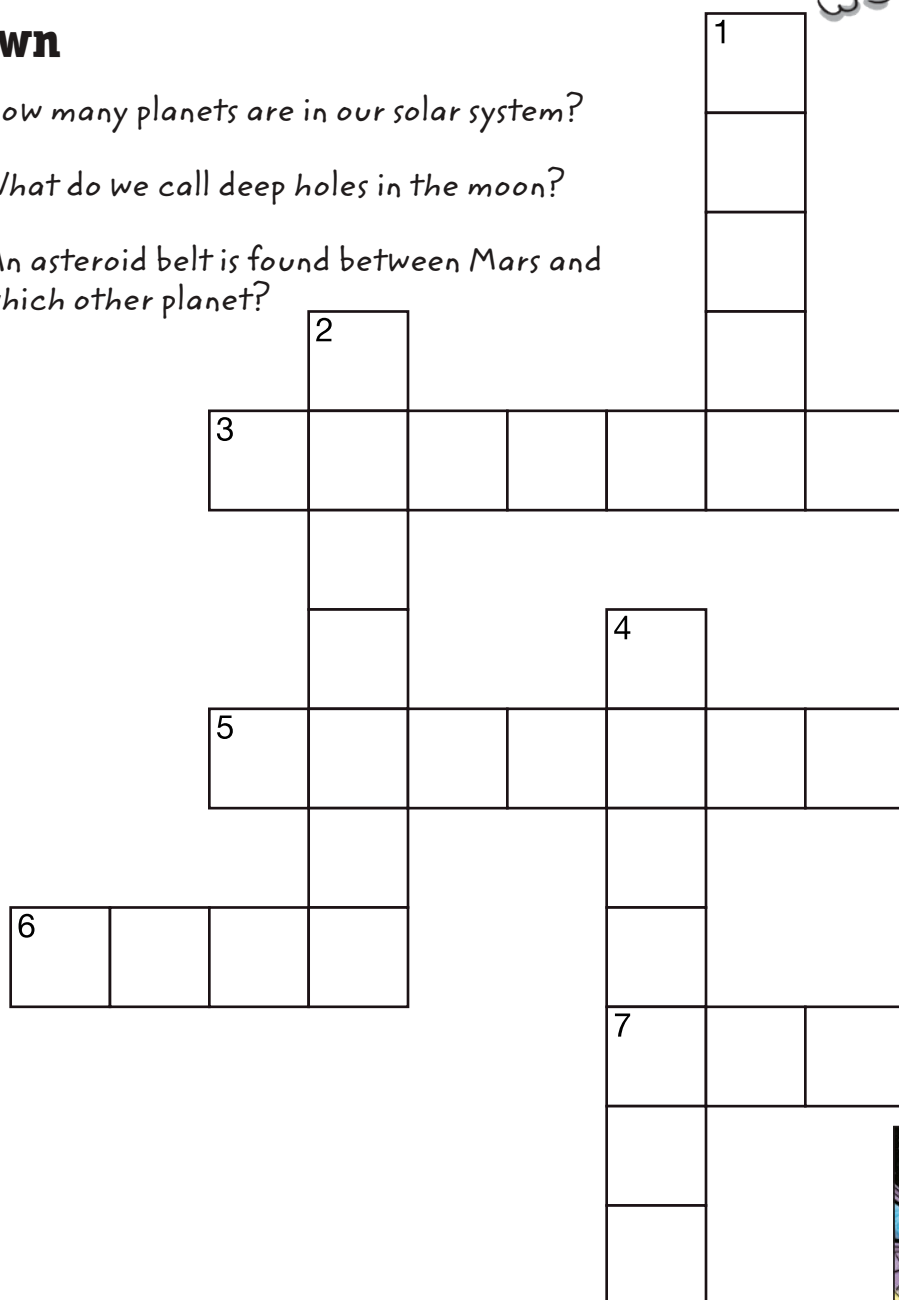 wn
ow many planets are in our solar system?
hat do we call deep holes in the moon?
n asteroid belt is found between Mars and
hich other planet?
1
2
3
4
5
6
7